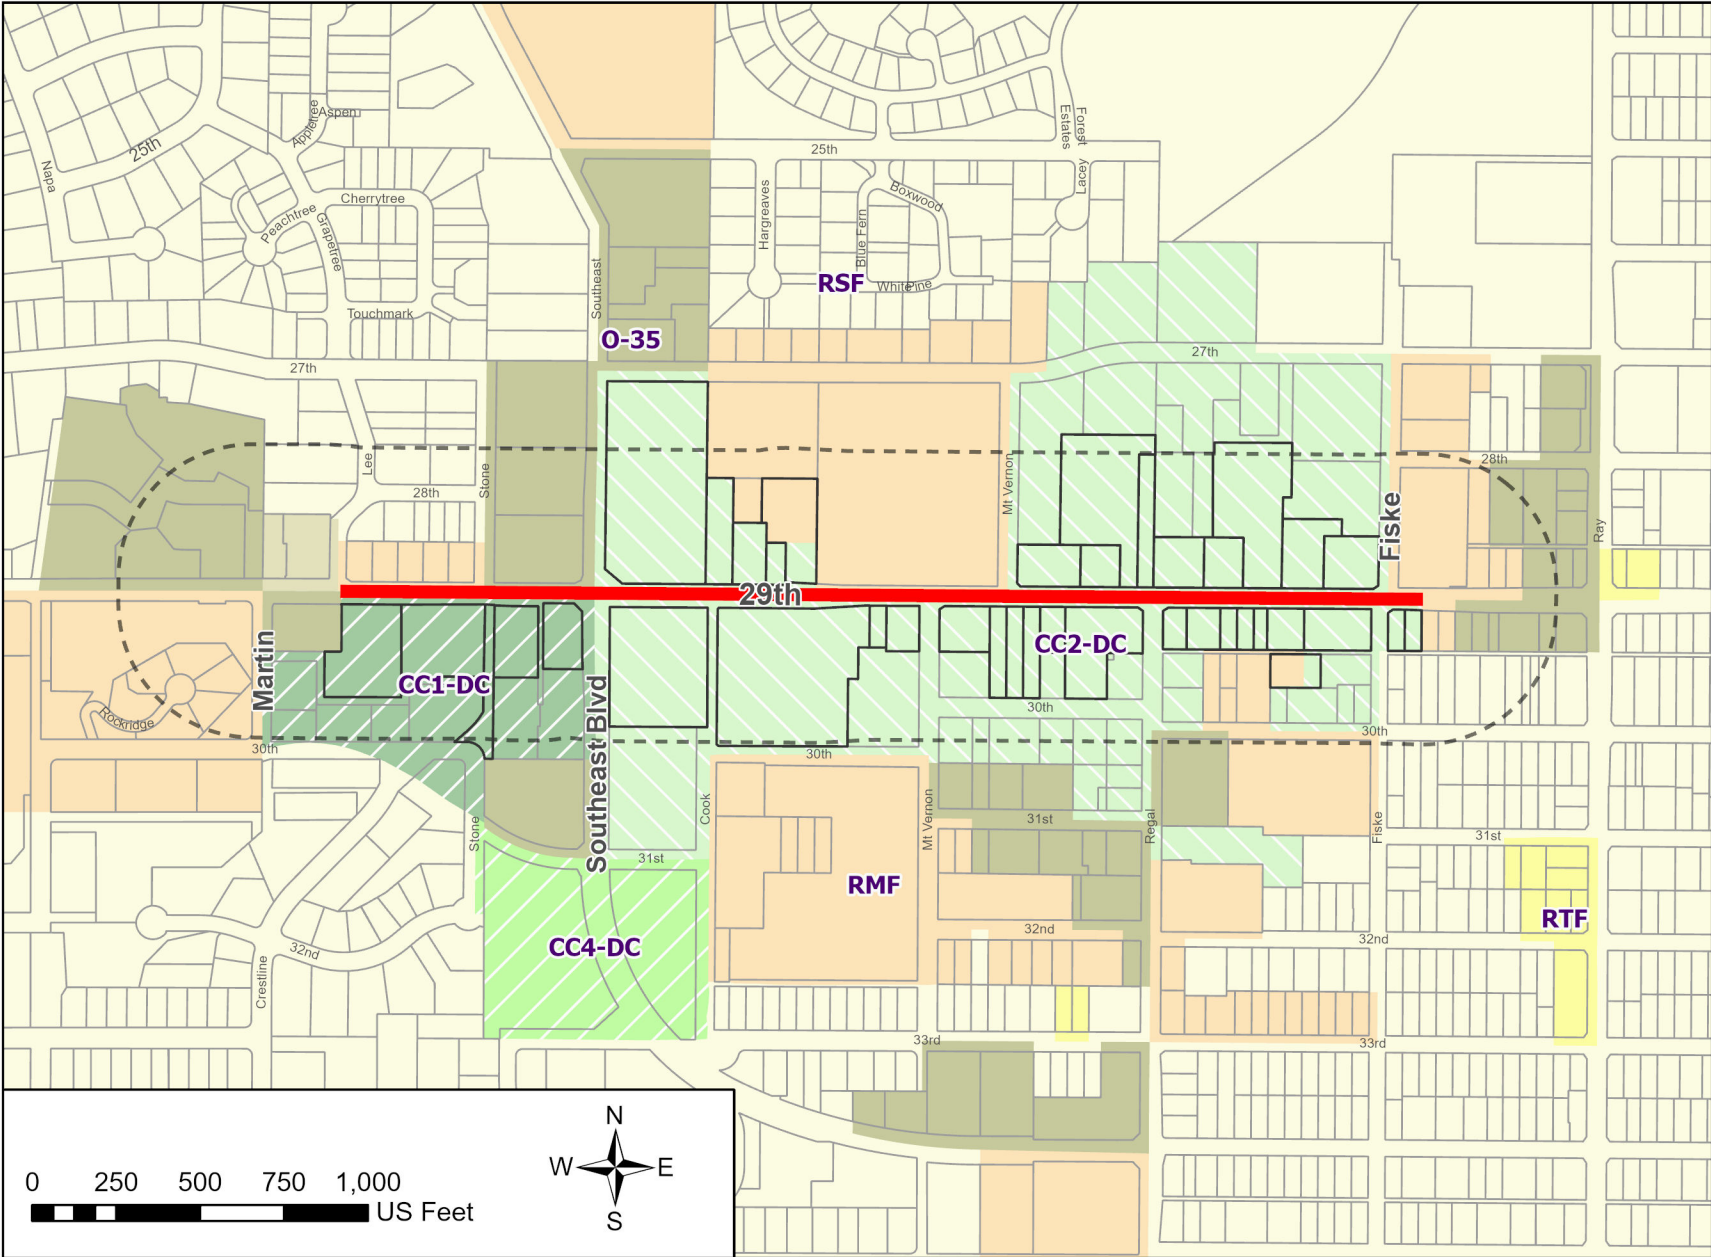 Aspen
Appletree
25th
Napa
25th
Forest
Estates
Lacey
Cherrytree
Peachtree
Grapetree
Hargreaves
Boxwood
Blue Fern
Southeast
RSF
WhitePine
Touchmark
O-35
27th
27th
Lee
28th
Stone
Mt Vernon
28th
Fiske
Ray
29th
Martin
CC1-DC
CC2-DC
Rockridge
30th
Southeast Blvd
30th
30th
30th
Stone
Cook
Mt Vernon
31st
Regal
Fiske
31st
31st
RMF
RTF
32nd
CC4-DC
32nd
32nd
Crestline
33rd
33rd
N
W
E
S
0 250 500 750 1,000
US Feet